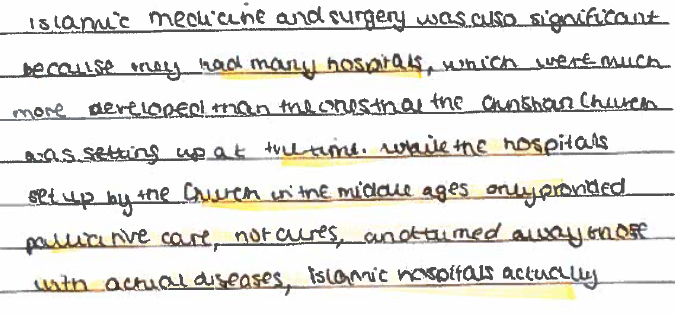 Islamic medicine and surgery was also significant
because they had many hospitals, which were much
more developed than the ones that the Christian Church
was setting up at the time. While the hospitals
set up by the Church in the middle ages only provided
palliative care, not cures, and turned away those
with actual diseases, Islamic hospitals actually